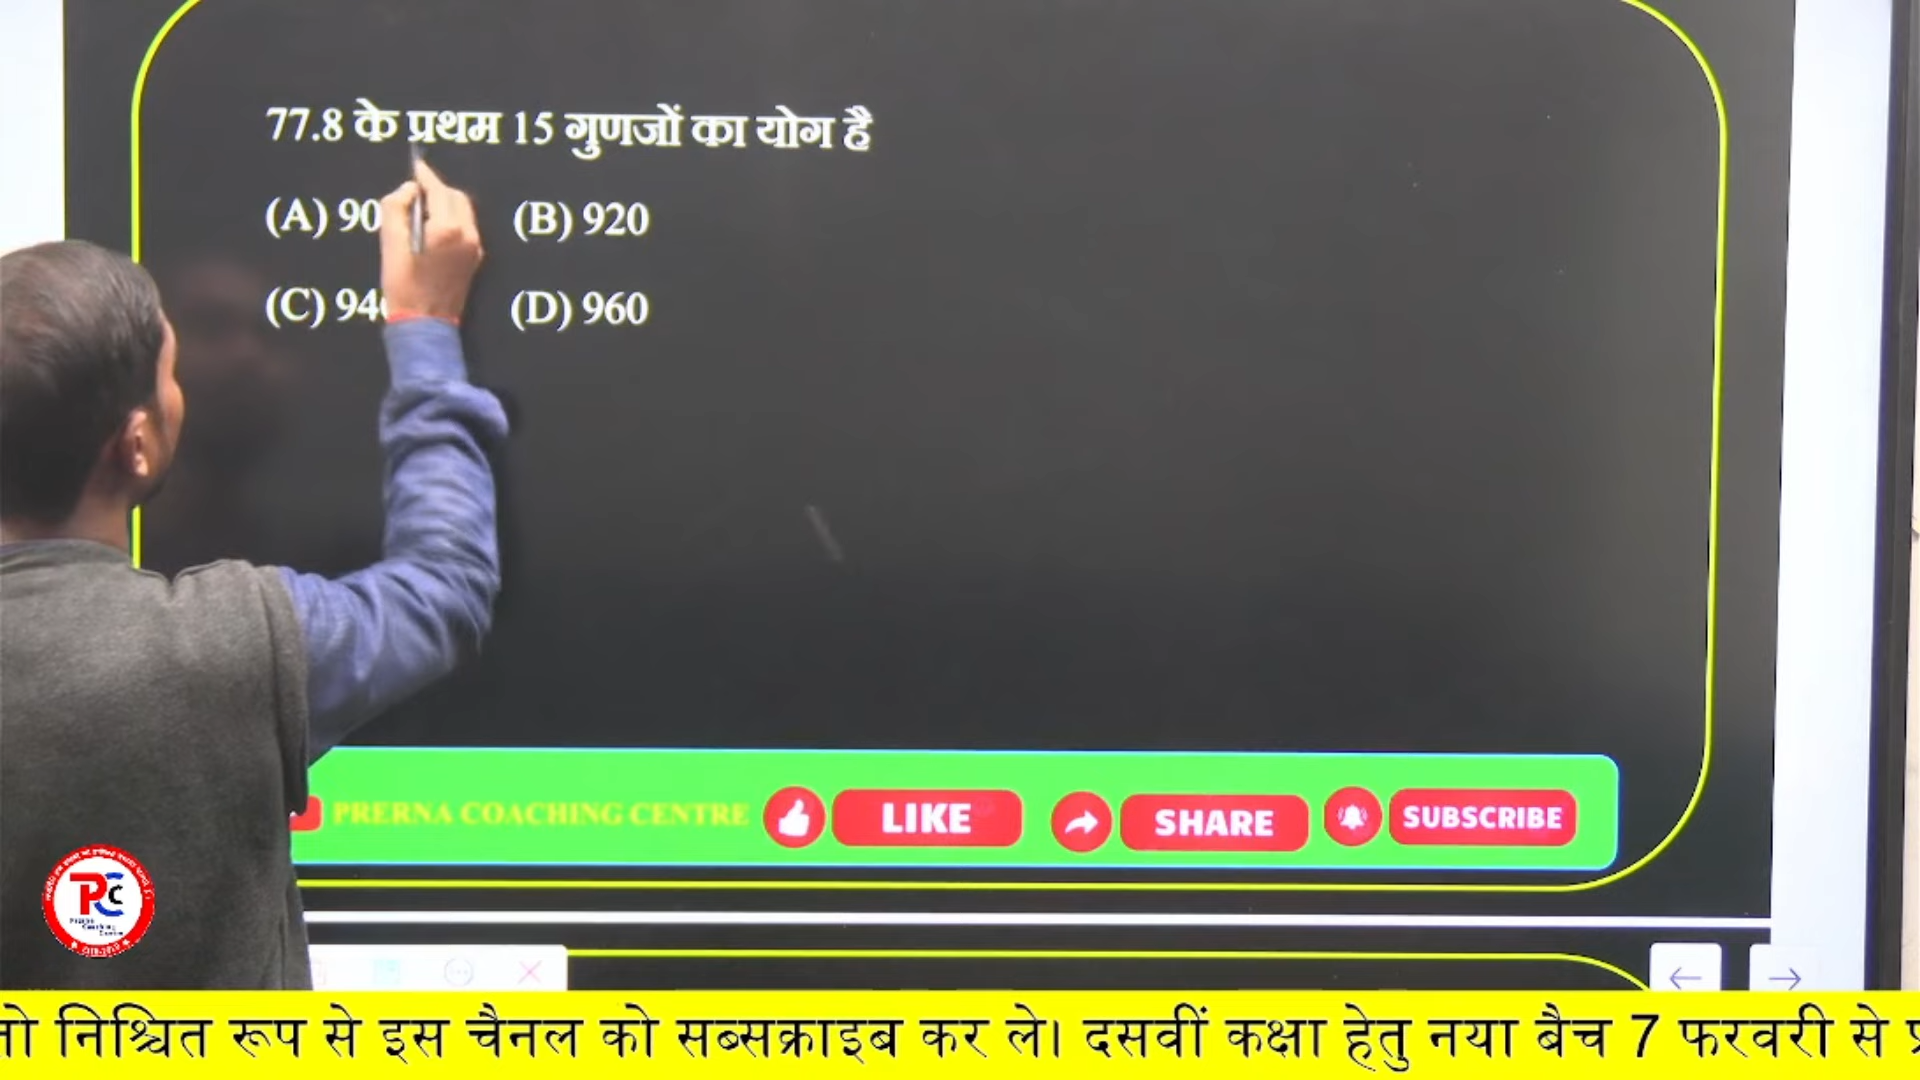 77.8 के प्रथम 15 गुणजों का योग है
(A) 90
(B) 920
(C) 94
(D) 960
PRERNA COACHING CENTRE
LIKE
SHARE
SUBSCRIBE
PC
तो निश्चित रूप से इस चैनल को सब्सक्राइब कर ले। दसवीं कक्षा हेतु नया बैच 7 फरवरी से